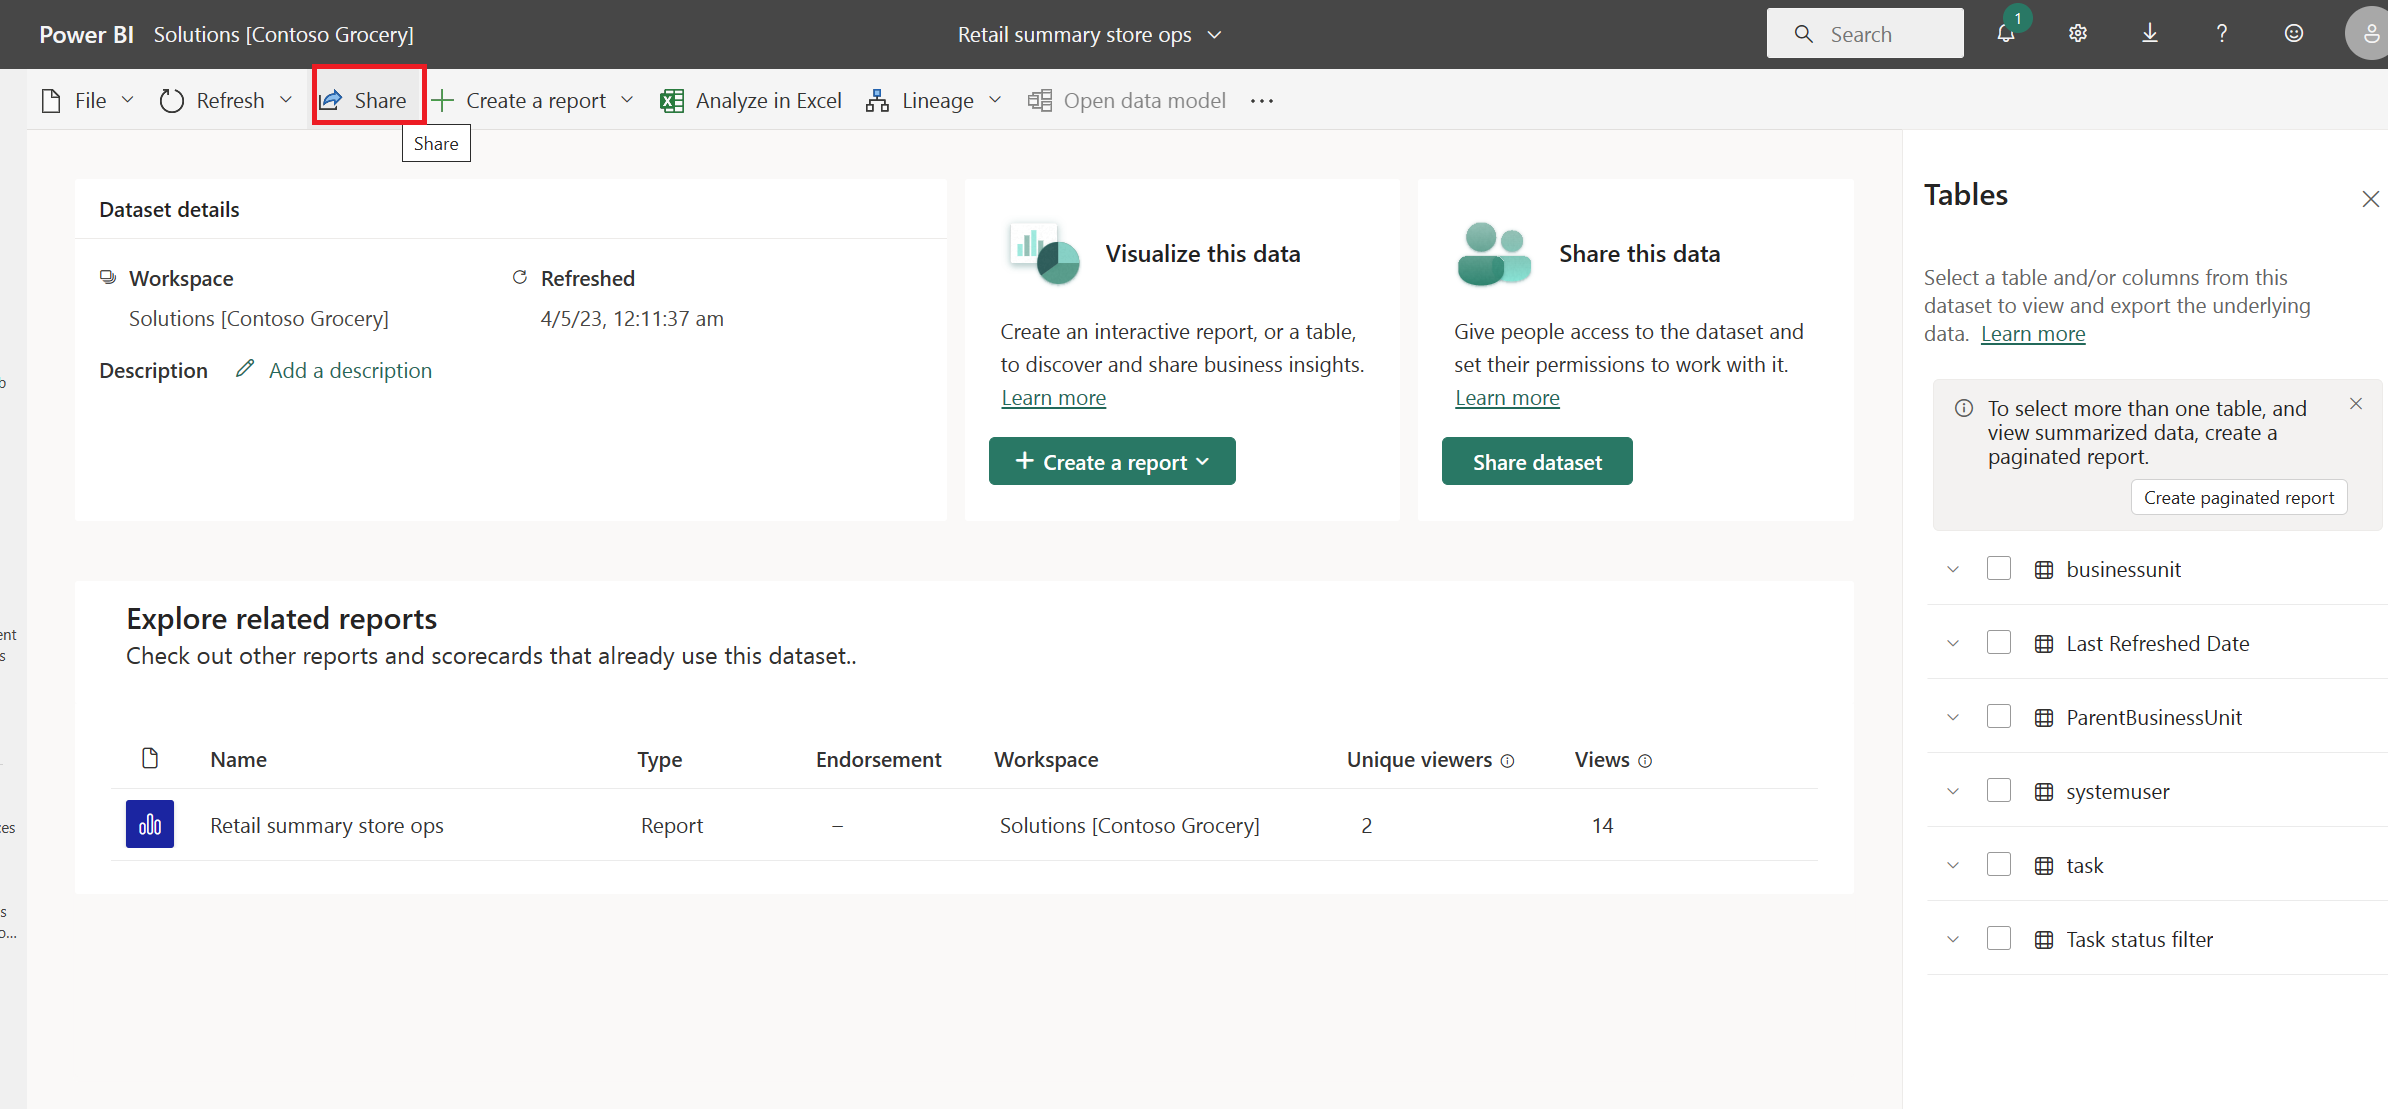 Power BI Solutions [Contoso Grocery] Retail summary store ops Search 1
File Refresh Share Create a report Analyze in Excel Lineage Open data model ...
Share
Dataset details
Workspace Refreshed
Solutions [Contoso Grocery] 4/5/23, 12:11:37 am
Description Add a description
Visualize this data
Create an interactive report, or a table,
to discover and share business insights.
Learn more
+ Create a report
Share this data
Give people access to the dataset and
set their permissions to work with it.
Learn more
Share dataset
Explore related reports
Check out other reports and scorecards that already use this dataset..
Name Type Endorsement Workspace Unique viewers Views
Retail summary store ops Report – Solutions [Contoso Grocery] 2 14
Tables
Select a table and/or columns from this
dataset to view and export the underlying
data. Learn more
To select more than one table, and
view summarized data, create a
paginated report.
Create paginated report
businessunit
Last Refreshed Date
ParentBusinessUnit
systemuser
task
Task status filter